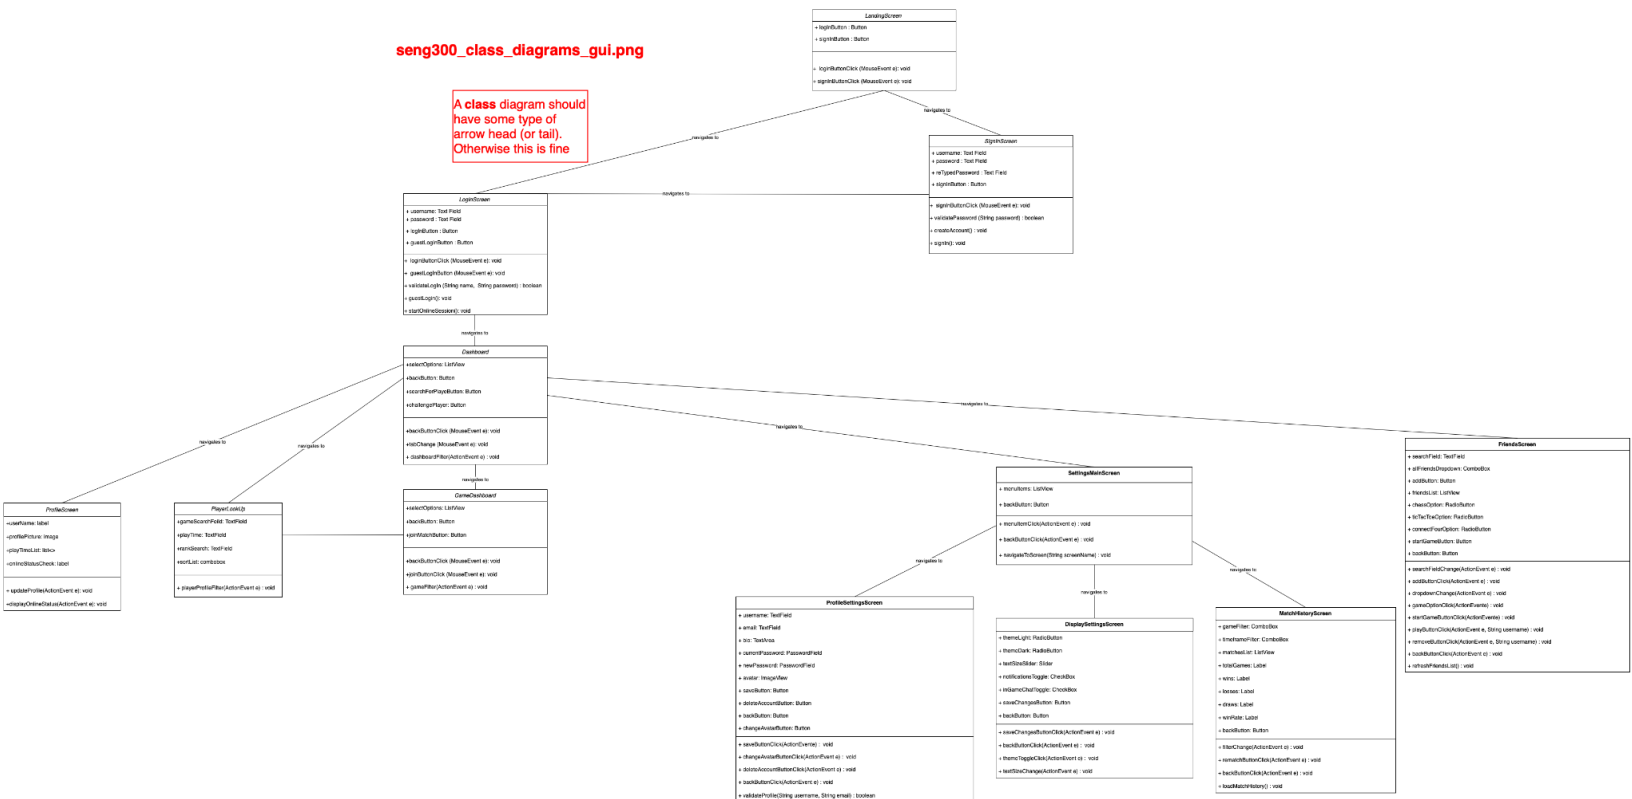 LandingScreen
+ loginButton : Button
+ signInButton : Button
+ loginButtonClick (MouseEvent e): void
+ signInButtonClick (MouseEvent e): void
seng300_class_diagrams_gui.png
A class diagram should
have some type of
arrow head (or tail).
Otherwise this is fine
navigates to
navigates to
SignInScreen
+ username: Text Field
+ password : Text Field
+ reTypedPassword : Text Field
+ signInButton : Button
+ signInButtonClick (MouseEvent e): void
+ validatePassword (String password) : boolean
+ createAccount() : void
+ signIn(): void
navigates to
LoginScreen
+ username: Text Field
+ password : Text Field
+ loginButton : Button
+ guestLoginButton : Button
+ loginButtonClick (MouseEvent e): void
+ guestLogInButton (MouseEvent e): void
+ validateLogin (String name, String password) : boolean
+ guestLogin(): void
+ startOnlineSession(): void
navigates to
Dashboard
+selectOptions: ListView
+backButton: Button
+searchForPlayeButton: Button
+challengePlayer: Button
+backButtonClick (MouseEvent e): void
+tabChange (MouseEvent e): void
+ dashboardFilter(ActionEvent e): void
navigates to
navigates to
navigates to
navigates to
navigates to
GameDashboard
+selectOptions: ListView
+backButton: Button
+joinMatchButton: Button
+backButtonClick (MouseEvent e): void
+joinButtonClick (MouseEvent e): void
+ gameFilter(ActionEvent e): void
ProfileScreen
+userName: label
+profilePicture: Image
+playTimeList: list<>
+onlineStatusCheck: label
+ updateProfile(ActionEvent e): void
+displayOnlineStatus(ActionEvent e): void
PlayerLookUp
+gameSearchFeild: TextField
+playTime: TextField
+rankSearch: TextField
+sortList: combobox
+ playerProfileFilter(ActionEvent e) : void
SettingsMainScreen
+ menuItems: ListView
+ backButton: Button
+ menuItemClick(ActionEvent e) : void
+ backButtonClick(ActionEvent e) : void
+ navigateToScreen(String screenName) : void
navigates to
navigates to
navigates to
FriendsScreen
+ searchField: TextField
+ allFriendsDropdown: ComboBox
+ addButton: Button
+ friendsList: ListView
+ chessOption: RadioButton
+ ticTacToeOption: RadioButton
+ connectFourOption: RadioButton
+ startGameButton: Button
+ backButton: Button
+ searchFieldChange(ActionEvent e) : void
+ addButtonClick(ActionEvent e) : void
+ dropdownChange(ActionEvent e) : void
+ gameOptionClick(ActionEvente) : void
+ startGameButtonClick(ActionEvente) : void
+ playButtonClick(ActionEvent e, String username) : void
+ removeButtonClick(ActionEvent e, String username) : void
+ backButtonClick(ActionEvent e) : void
+ refreshFriendsList() : void
ProfileSettingsScreen
+ username: TextField
+ email: TextField
+ bio: TextArea
+ currentPassword: PasswordField
+ newPassword: PasswordField
+ avatar: ImageView
+ saveButton: Button
+ deleteAccountButton: Button
+ backButton: Button
+ changeAvatarButton: Button
+ saveButtonClick(ActionEvente) : void
+ changeAvatarButtonClick(ActionEvent e) : void
+ deleteAccountButtonClick(ActionEvent e) : void
+ backButtonClick(ActionEvent e) : void
+ validateProfile(String username, String email) : boolean
DisplaySettingsScreen
+ themeLight: RadioButton
+ themeDark: RadioButton
+ textSizeSlider: Slider
+ notificationsToggle: CheckBox
+ inGameChatToggle: CheckBox
+ saveChangesButton: Button
+ backButton: Button
+ saveChangesButtonClick(ActionEvent e) : void
+ backButtonClick(ActionEvent e) : void
+ themeToggleClick(ActionEvent e) : void
+ textSizeChange(ActionEvent e) : void
MatchHistoryScreen
+ gameFilter: ComboBox
+ timeframeFilter: ComboBox
+ matchesList: ListView
+ totalGames: Label
+ wins: Label
+ losses: Label
+ draws: Label
+ winRate: Label
+ backButton: Button
+ filterChange(ActionEvent e) : void
+ rematchButtonClick(ActionEvent e) : void
+ backButtonClick(ActionEvent e) : void
+ loadMatchHistory() : void